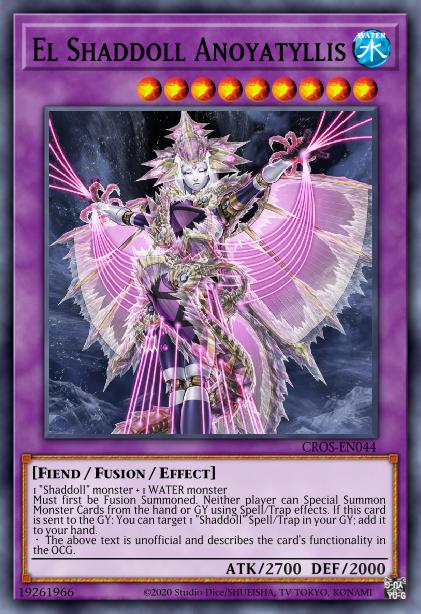 El Shaddoll Anoyatyllis
WATER
水
CROS-EN044
[Fiend / Fusion / Effect]
1 "Shaddoll" monster + 1 WATER monster
Must first be Fusion Summoned. Neither player can Special Summon
Monster Cards from the hand or GY using Spell/Trap effects. If this card
is sent to the GY: You can target 1 "Shaddoll" Spell/Trap in your GY; add it
to your hand.
・ The above text is unofficial and describes the card's functionality in
the OCG.
ATK/2700 DEF/2000
19261966
©2020 Studio Dice/SHUEISHA, TV TOKYO, KONAMI